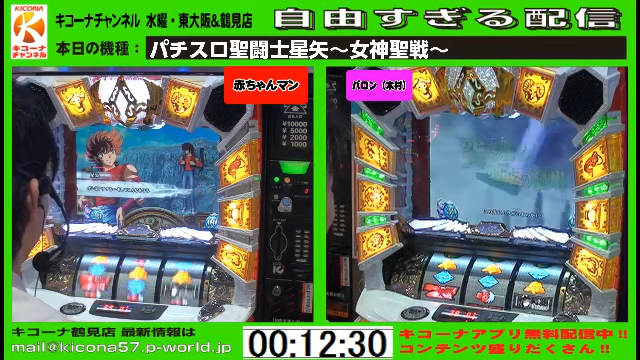 KICONA
キコーナ
チャンネル
キコーナチャンネル 水曜・東大阪&鶴見店
自由すぎる配信
本日の機種：パチスロ聖闘士星矢～女神聖戦～
赤ちゃんマン
バロン（木村）
¥10000
¥5000
¥2000
¥1000
キコーナ鶴見店 最新情報は
mail@kicona57.p-world.jp
00:12:30
キコーナアプリ無料配信中!!
コンテンツ盛りだくさん!!